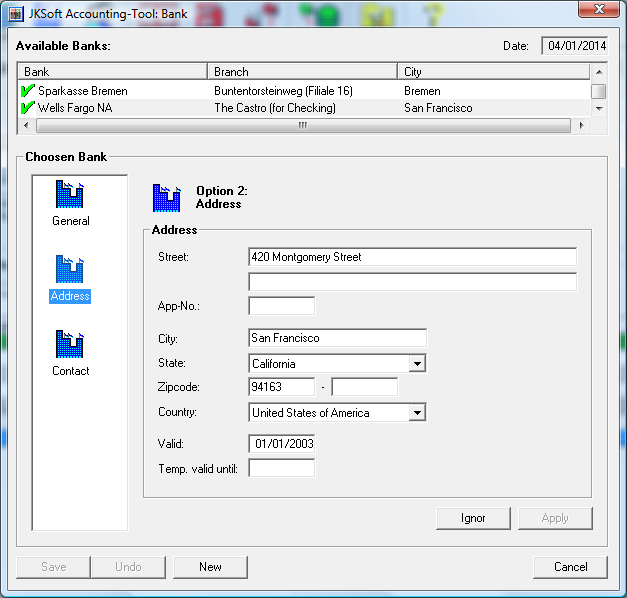 JKSoft Accounting-Tool: Bank
Available Banks: Date: 04/01/2014
Bank Branch City
Sparkasse Bremen Buntentorsteinweg (Filiale 16) Bremen
Wells Fargo NA The Castro (for Checking) San Francisco
Choosen Bank
General
Address
Contact
Option 2:
Address
Address
Street: 420 Montgomery Street
App-No.:
City: San Francisco
State: California
Zipcode: 94163 -
Country: United States of America
Valid: 01/01/2003
Temp. valid until:
Ignor Apply
Save Undo New Cancel